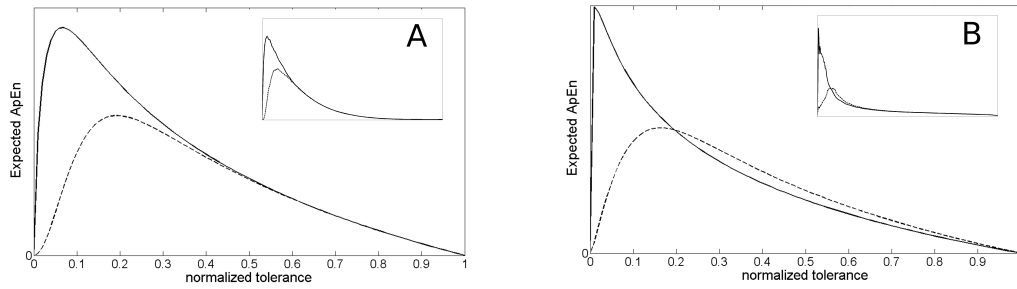 A
Expected ApEn
0
0 0.1 0.2 0.3 0.4 0.5 0.6 0.7 0.8 0.9 1
normalized tolerance
B
Expected ApEn
0
0 0.1 0.2 0.3 0.4 0.5 0.6 0.7 0.8 0.9
normalized tolerance